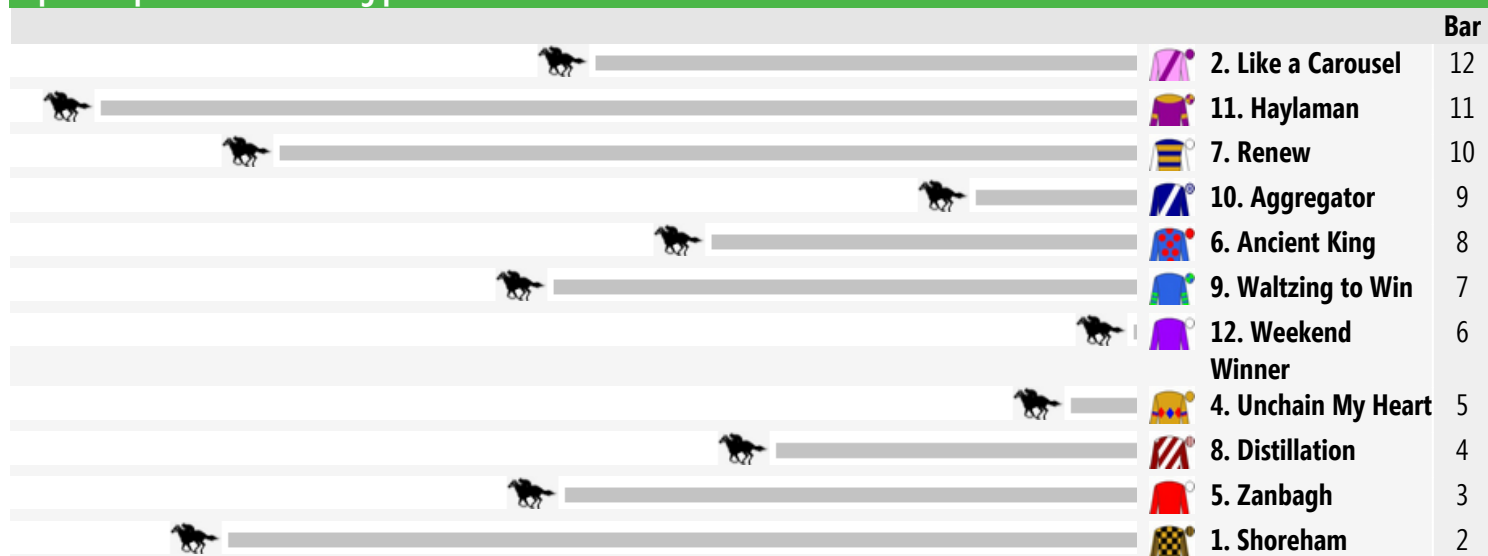 Bar
2. Like a Carousel 12
11. Haylaman 11
7. Renew 10
10. Aggregator 9
6. Ancient King 8
9. Waltzing to Win 7
12. Weekend 6
Winner
4. Unchain My Heart 5
8. Distillation 4
5. Zanbagh 3
1. Shoreham 2